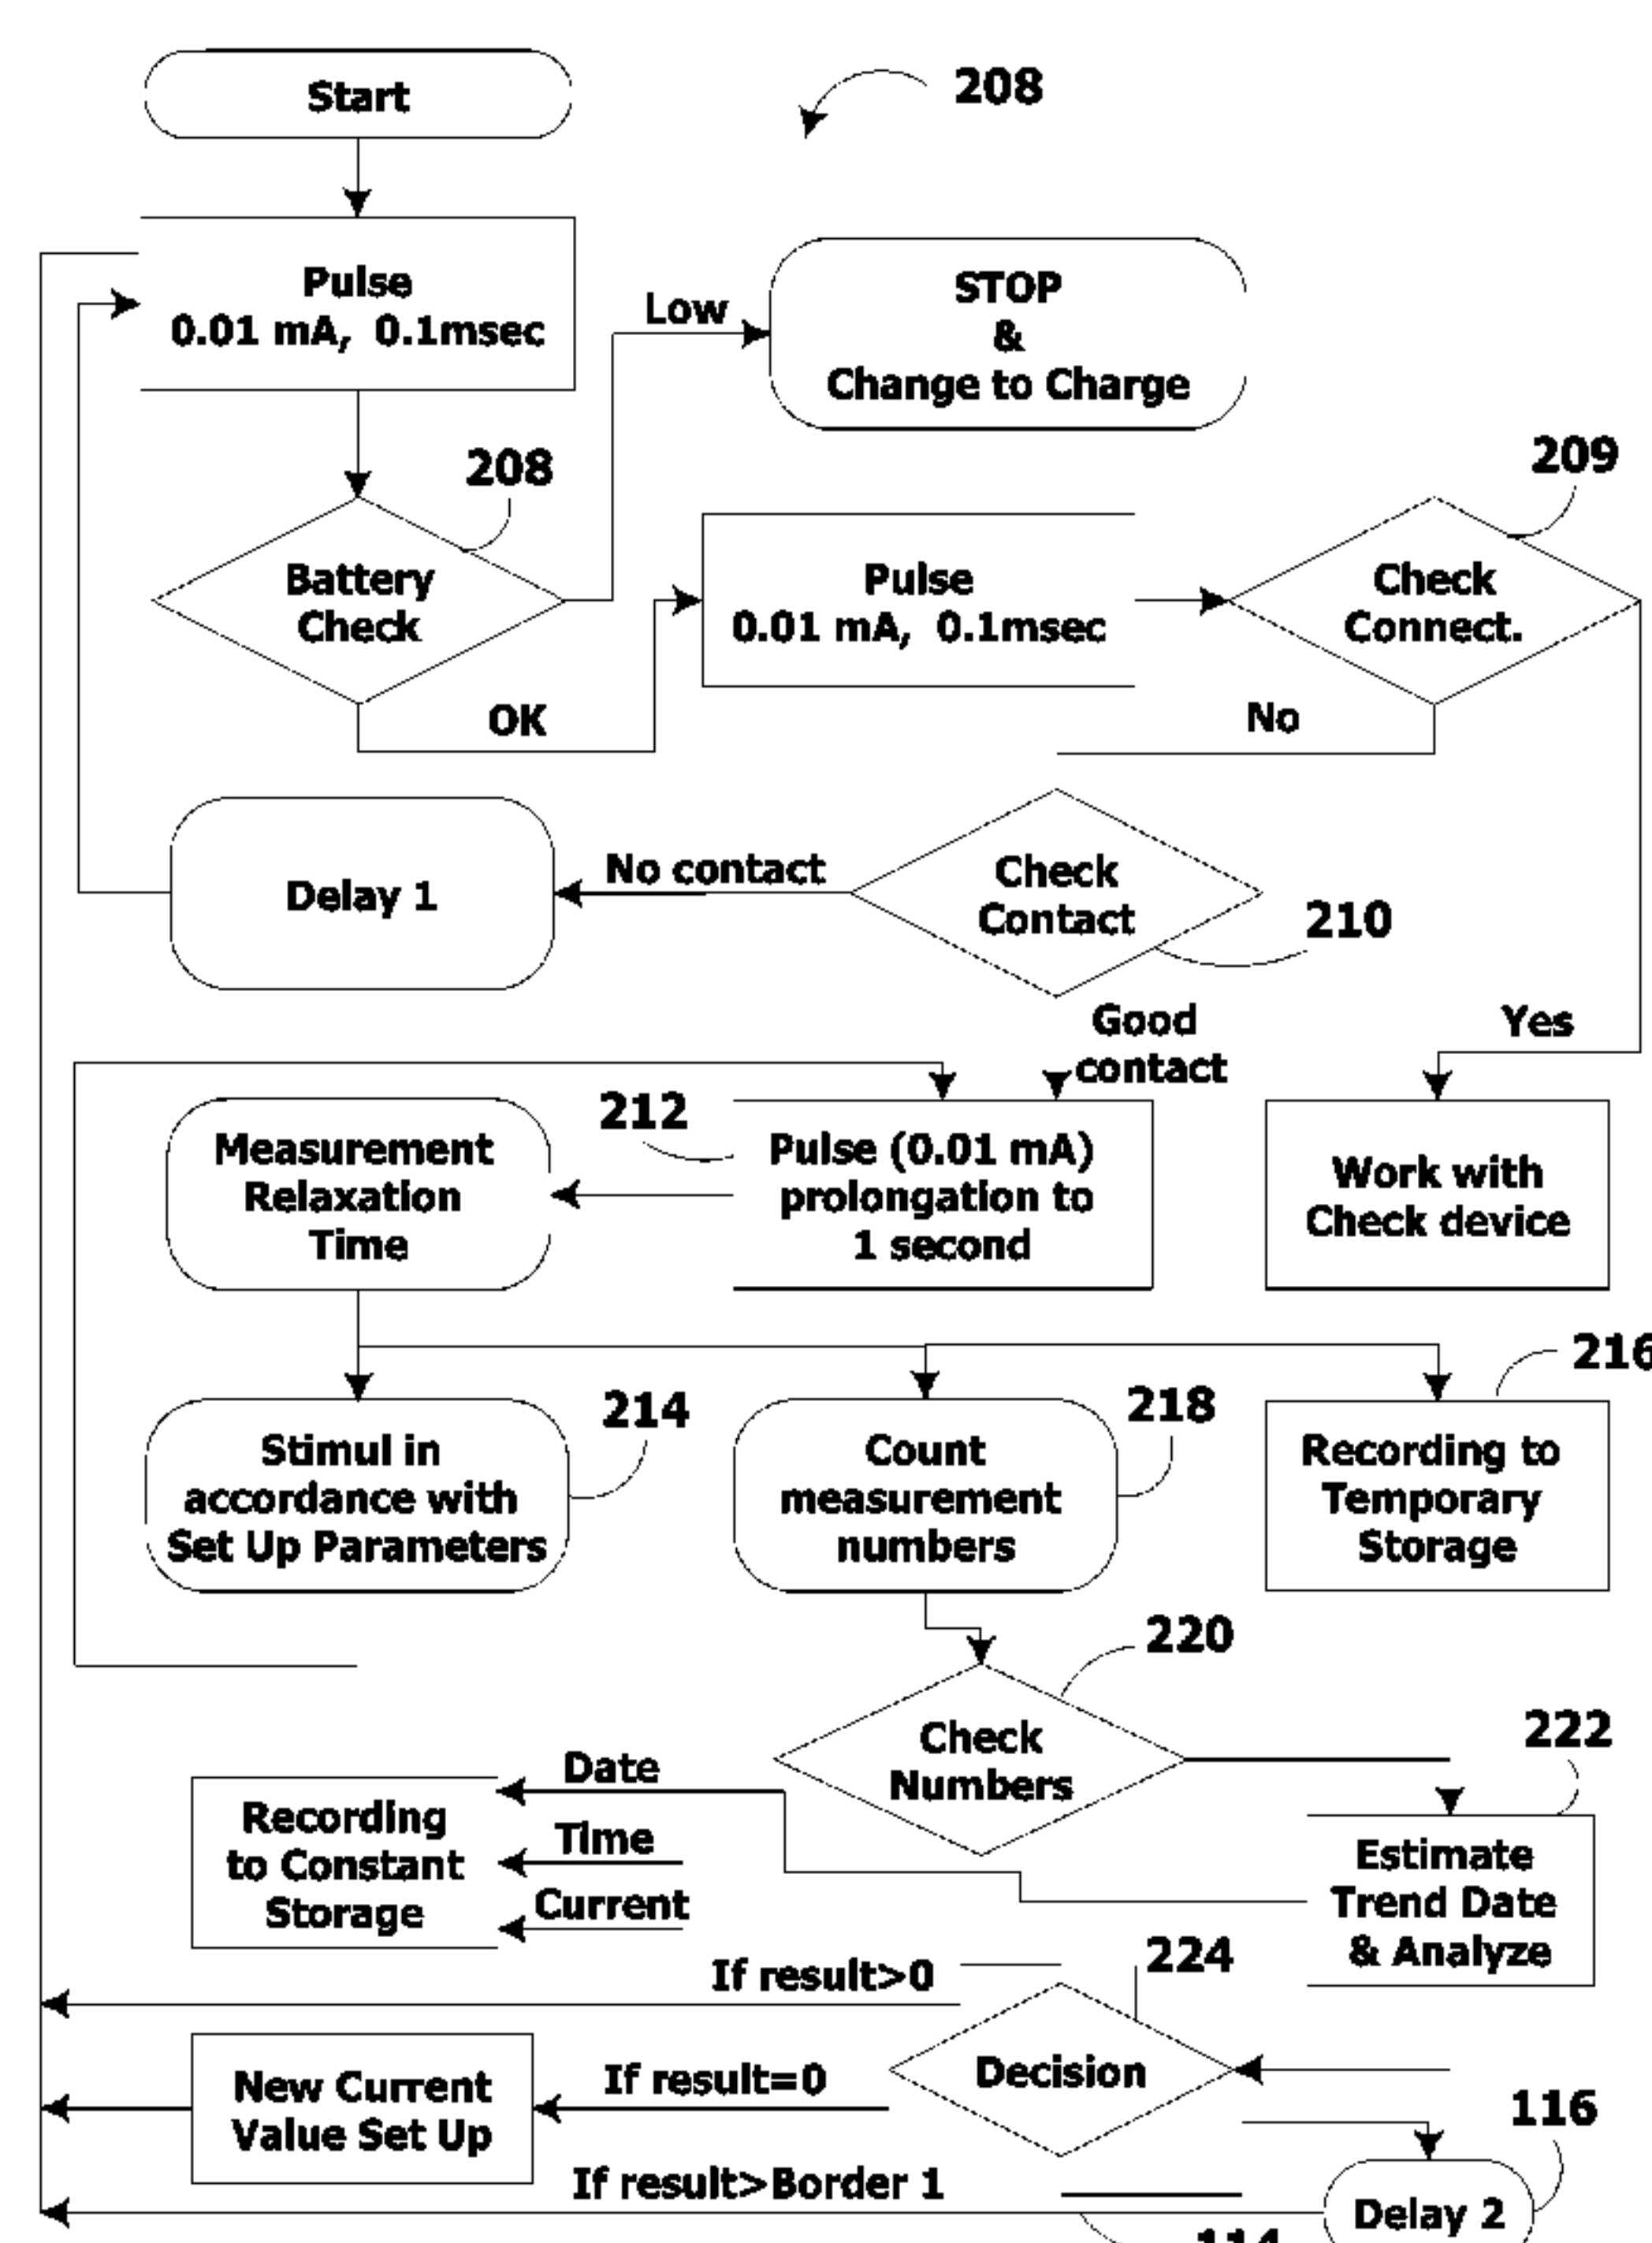 Start
208
Pulse
0.01 mA, 0.1msec
Low
STOP
&
Change to Charge
208
209
Battery
Check
Pulse
0.01 mA, 0.1msec
Check
Connect.
OK
No
Delay 1
No contact
Check
Contact
210
Good
contact
Yes
212
Measurement
Relaxation
Time
Pulse (0.01 mA)
prolongation to
1 second
Work with
Check device
216
214
218
Stimul in
accordance with
Set Up Parameters
Count
measurement
numbers
Recording to
Temporary
Storage
220
222
Check
Numbers
Date
Time
Current
Recording
to Constant
Storage
Estimate
Trend Date
& Analyze
224
If result>0
Decision
If result=0
New Current
Value Set Up
116
If result>Border 1
Delay 2